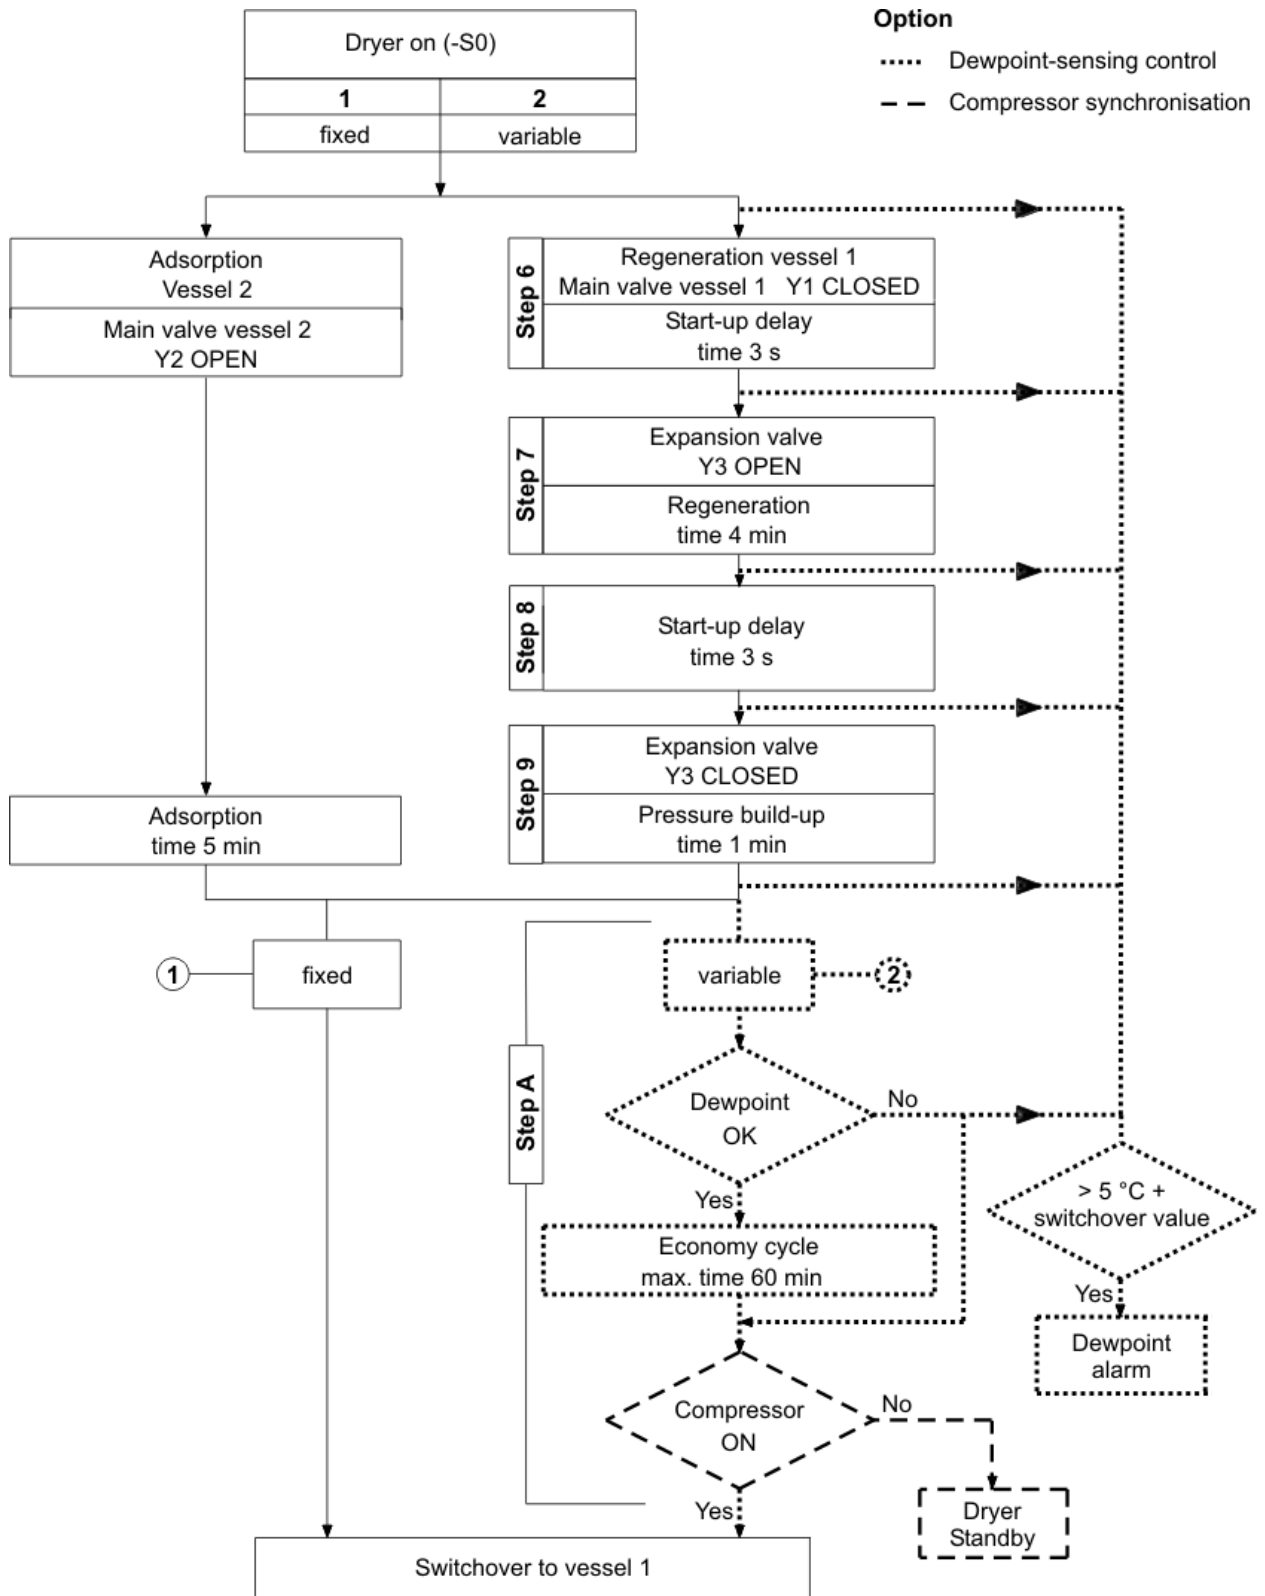 Option
Dewpoint-sensing control
Compressor synchronisation
Dryer on (-S0)
1
2
fixed
variable
Adsorption
Vessel 2
Main valve vessel 2
Y2 OPEN
Step 6
Regeneration vessel 1
Main valve vessel 1 Y1 CLOSED
Start-up delay
time 3 s
Step 7
Expansion valve
Y3 OPEN
Regeneration
time 4 min
Step 8
Start-up delay
time 3 s
Step 9
Expansion valve
Y3 CLOSED
Pressure build-up
time 1 min
Adsorption
time 5 min
1
fixed
variable
2
Step A
Dewpoint
OK
No
Yes
> 5 °C +
switchover value
Yes
Dewpoint
alarm
Economy cycle
max. time 60 min
Compressor
ON
No
Yes
Dryer
Standby
Switchover to vessel 1